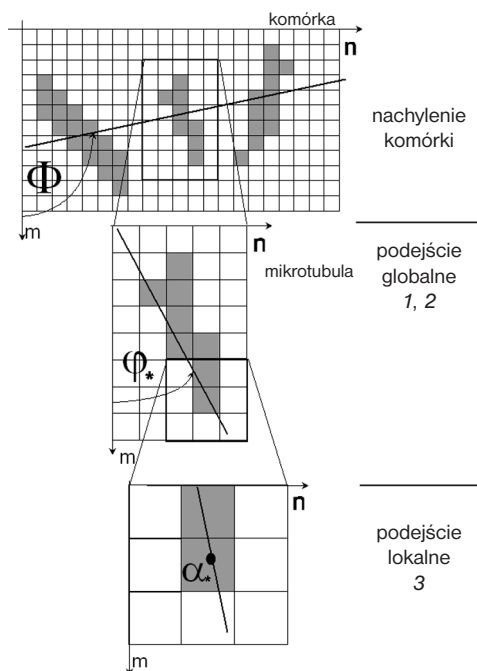 komórka
n
nachylenie
komórki
Φ
m
n
mikrotubula
podejście
globalne
1, 2
φ*
m
n
podejście
lokalne
3
α*
m